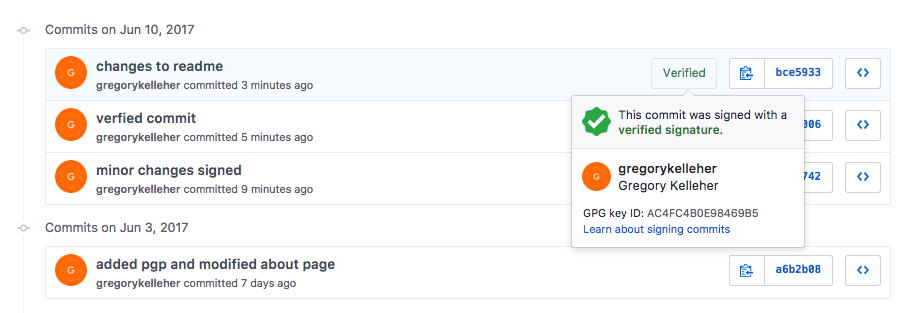 Commits on Jun 10, 2017
G
changes to readme
gregorykelleher committed 3 minutes ago
Verified
bce5933
G
verfied commit
gregorykelleher committed 5 minutes ago
006
G
minor changes signed
gregorykelleher committed 9 minutes ago
742
This commit was signed with a
verified signature.
G
gregorykelleher
Gregory Kelleher
GPG key ID: AC4FC4B0E98469B5
Learn about signing commits
Commits on Jun 3, 2017
G
added pgp and modified about page
gregorykelleher committed 7 days ago
a6b2b08